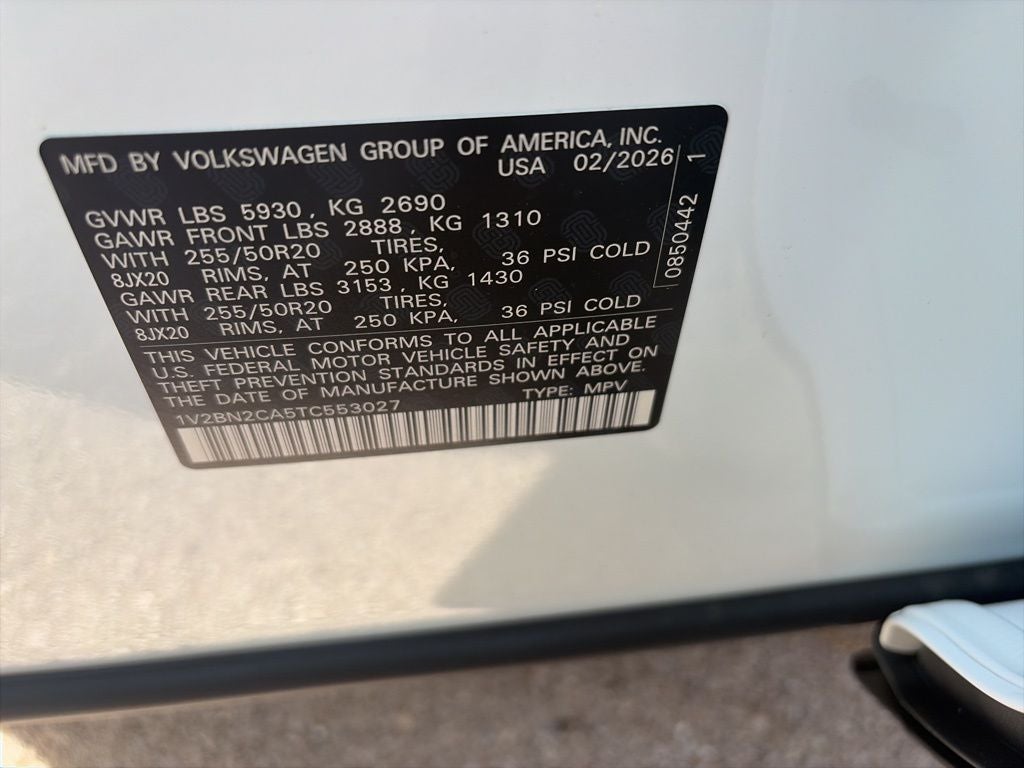 MFD BY VOLKSWAGEN GROUP OF AMERICA, INC.
USA 02/2026
GVWR LBS 5930, KG 2690
GAWR FRONT LBS 2888, KG 1310
WITH 255/50R20 TIRES,
8JX20 RIMS, AT 250 KPA, 36 PSI COLD
GAWR REAR LBS 3153, KG 1430
WITH 255/50R20 TIRES,
8JX20 RIMS, AT 250 KPA, 36 PSI COLD
THIS VEHICLE CONFORMS TO ALL APPLICABLE
U.S. FEDERAL MOTOR VEHICLE SAFETY AND
THEFT PREVENTION STANDARDS IN EFFECT ON
THE DATE OF MANUFACTURE SHOWN ABOVE.
1V2BN2CA5TC553027 TYPE: MPV
0850442 1